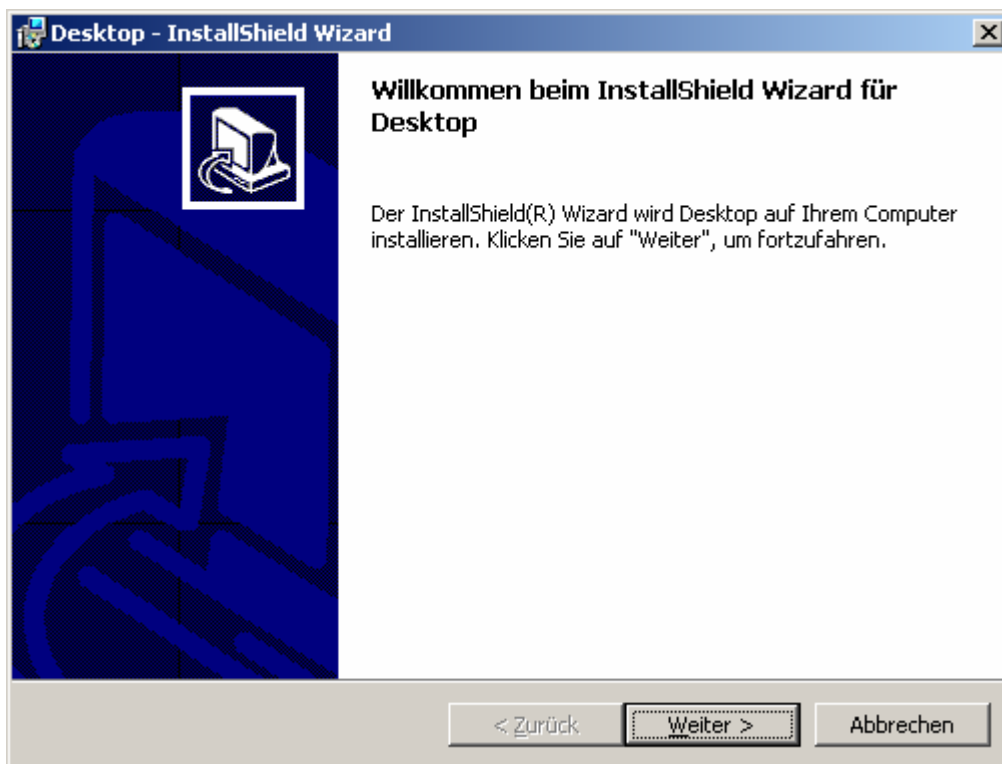 Desktop - InstallShield Wizard
Willkommen beim InstallShield Wizard für
Desktop
Der InstallShield(R) Wizard wird Desktop auf Ihrem Computer
installieren. Klicken Sie auf "Weiter", um fortzufahren.
< Zurück Weiter > Abbrechen